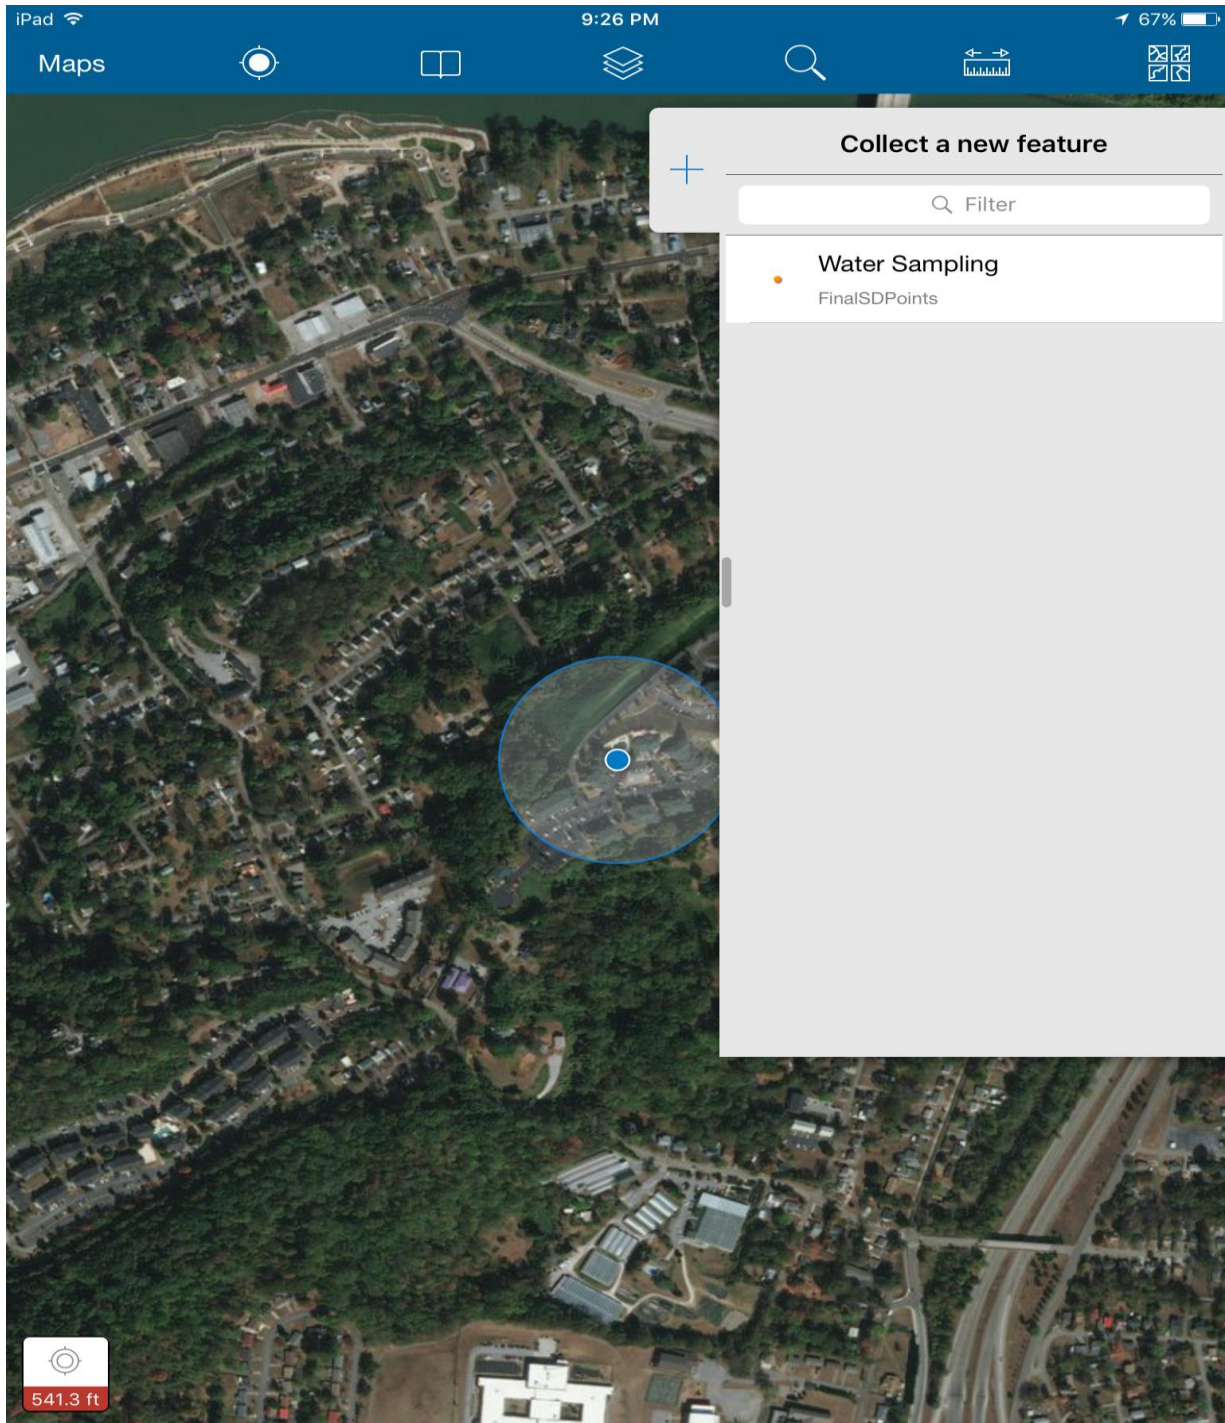 iPad 9:26 PM 67%
Maps
Collect a new feature
Filter
Water Sampling
FinalSDPoints
541.3 ft